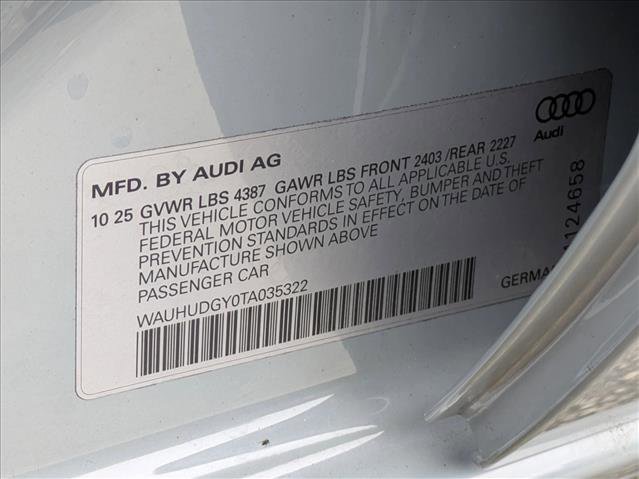 Audi
MFD. BY AUDI AG
10 25 GVWR LBS 4387 GAWR LBS FRONT 2403 /REAR 2227
THIS VEHICLE CONFORMS TO ALL APPLICABLE U.S.
FEDERAL MOTOR VEHICLE SAFETY, BUMPER AND THEFT
PREVENTION STANDARDS IN EFFECT ON THE DATE OF
MANUFACTURE SHOWN ABOVE
PASSENGER CAR
WAUHUDGY0TA035322